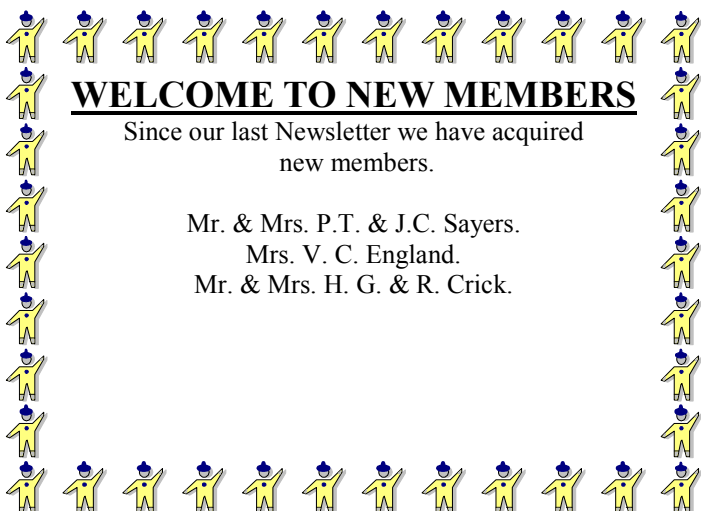 WELCOME TO NEW MEMBERS
Since our last Newsletter we have acquired
new members.
Mr. & Mrs. P.T. & J.C. Sayers.
Mrs. V. C. England.
Mr. & Mrs. H. G. & R. Crick.